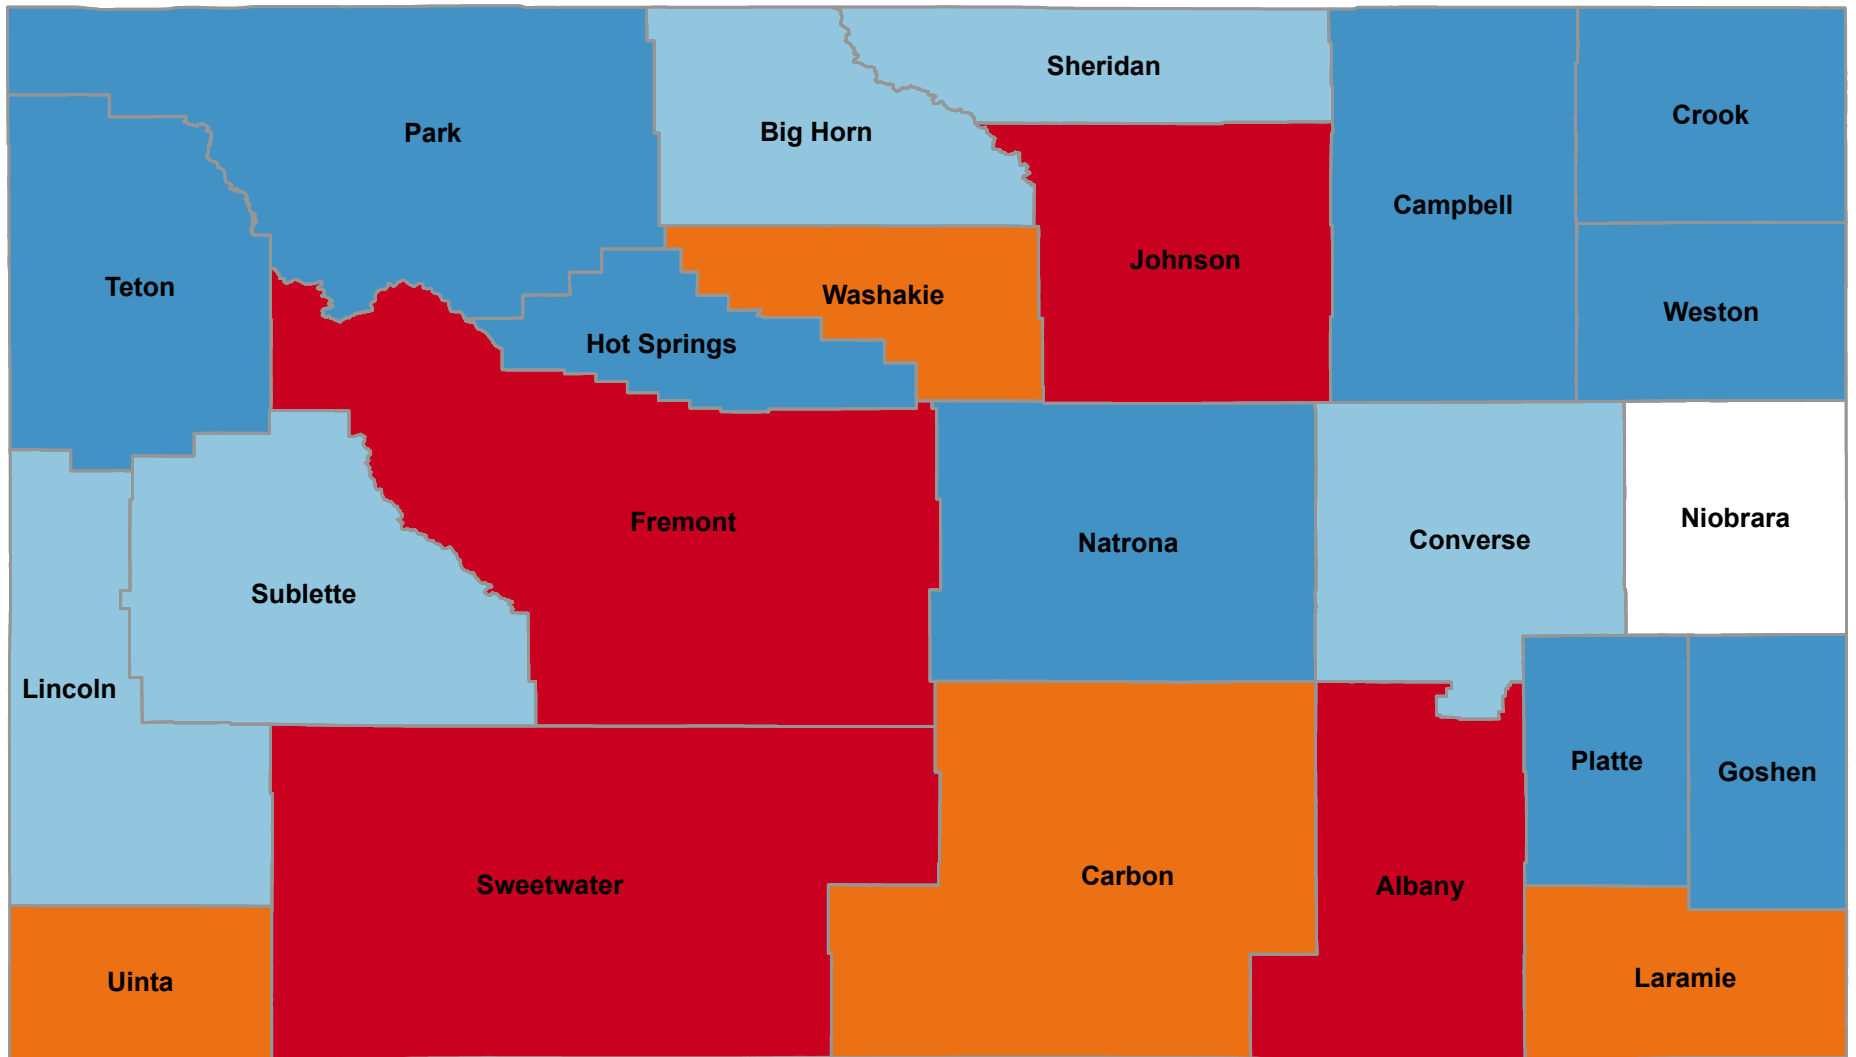 Sheridan
Crook
Park
Big Horn
Campbell
Johnson
Teton
Washakie
Weston
Hot Springs
Niobrara
Fremont
Natrona
Converse
Sublette
Lincoln
Platte
Goshen
Carbon
Sweetwater
Albany
Laramie
Uinta